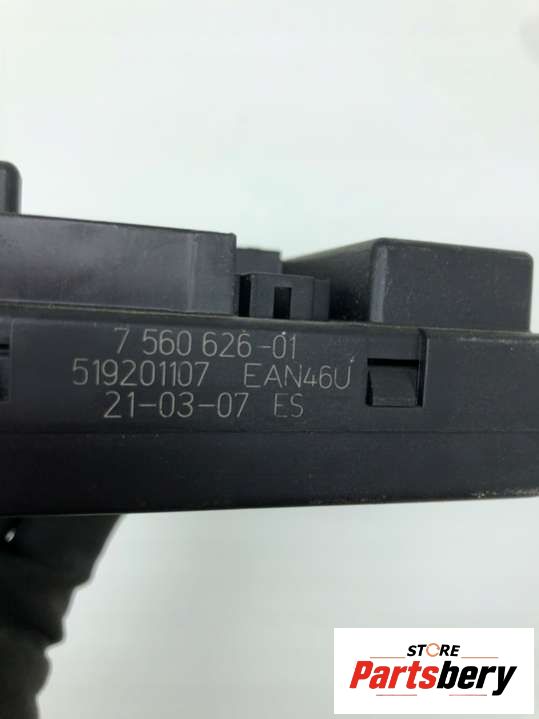 7 560 626-01
519201107 EAN46U
21-03-07 ES
STORE
Partsbery